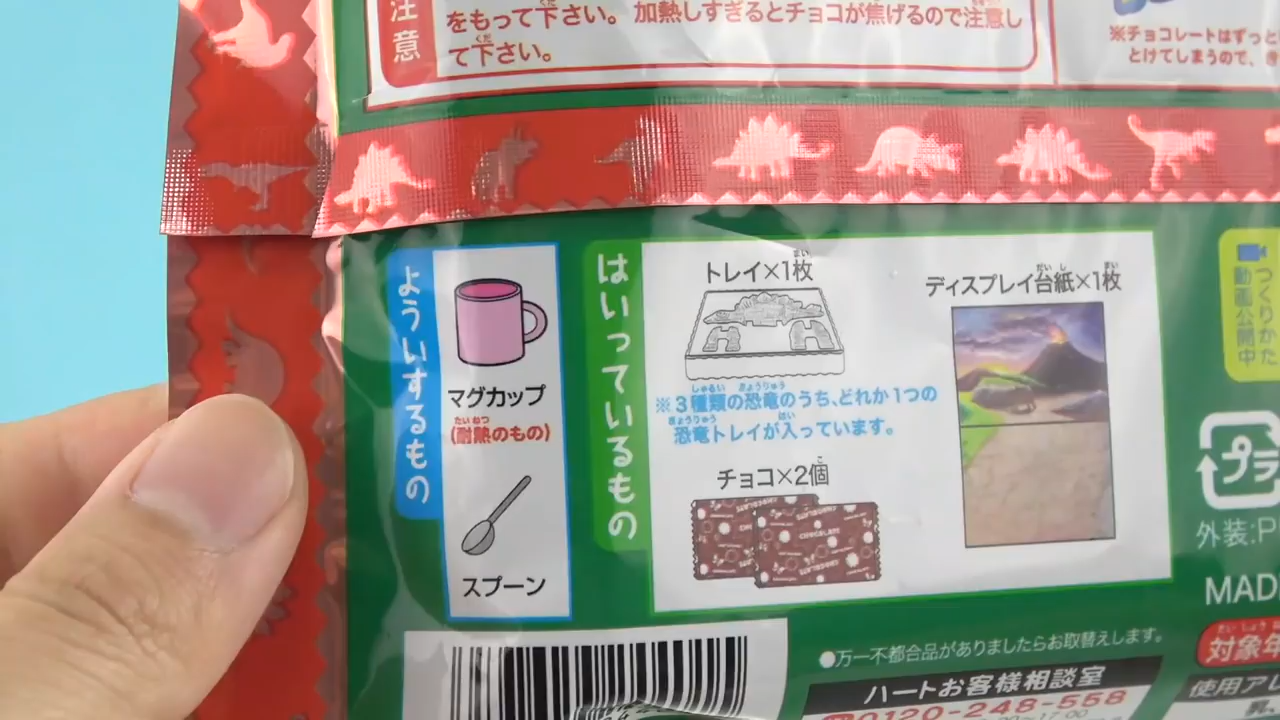 注意
をもって下さい。加熱しすぎるとチョコが焦げるので注意し
て下さい。
※チョコレートはずっと
とけてしまうので、
よういするもの
マグカップ
(耐熱のもの)
スプーン
はいっているもの
トレイ×1枚
※3種類の恐竜のうち、どれか1つの
恐竜トレイが入っています。
チョコ×2個
ディスプレイ台紙×1枚
つくりかた
動画公開中
プラ
外装:P
MAD
対象年
使用アレ
乳、
●万一不都合品がありましたらお取替えします。
ハートお客様相談室
0120-248-558